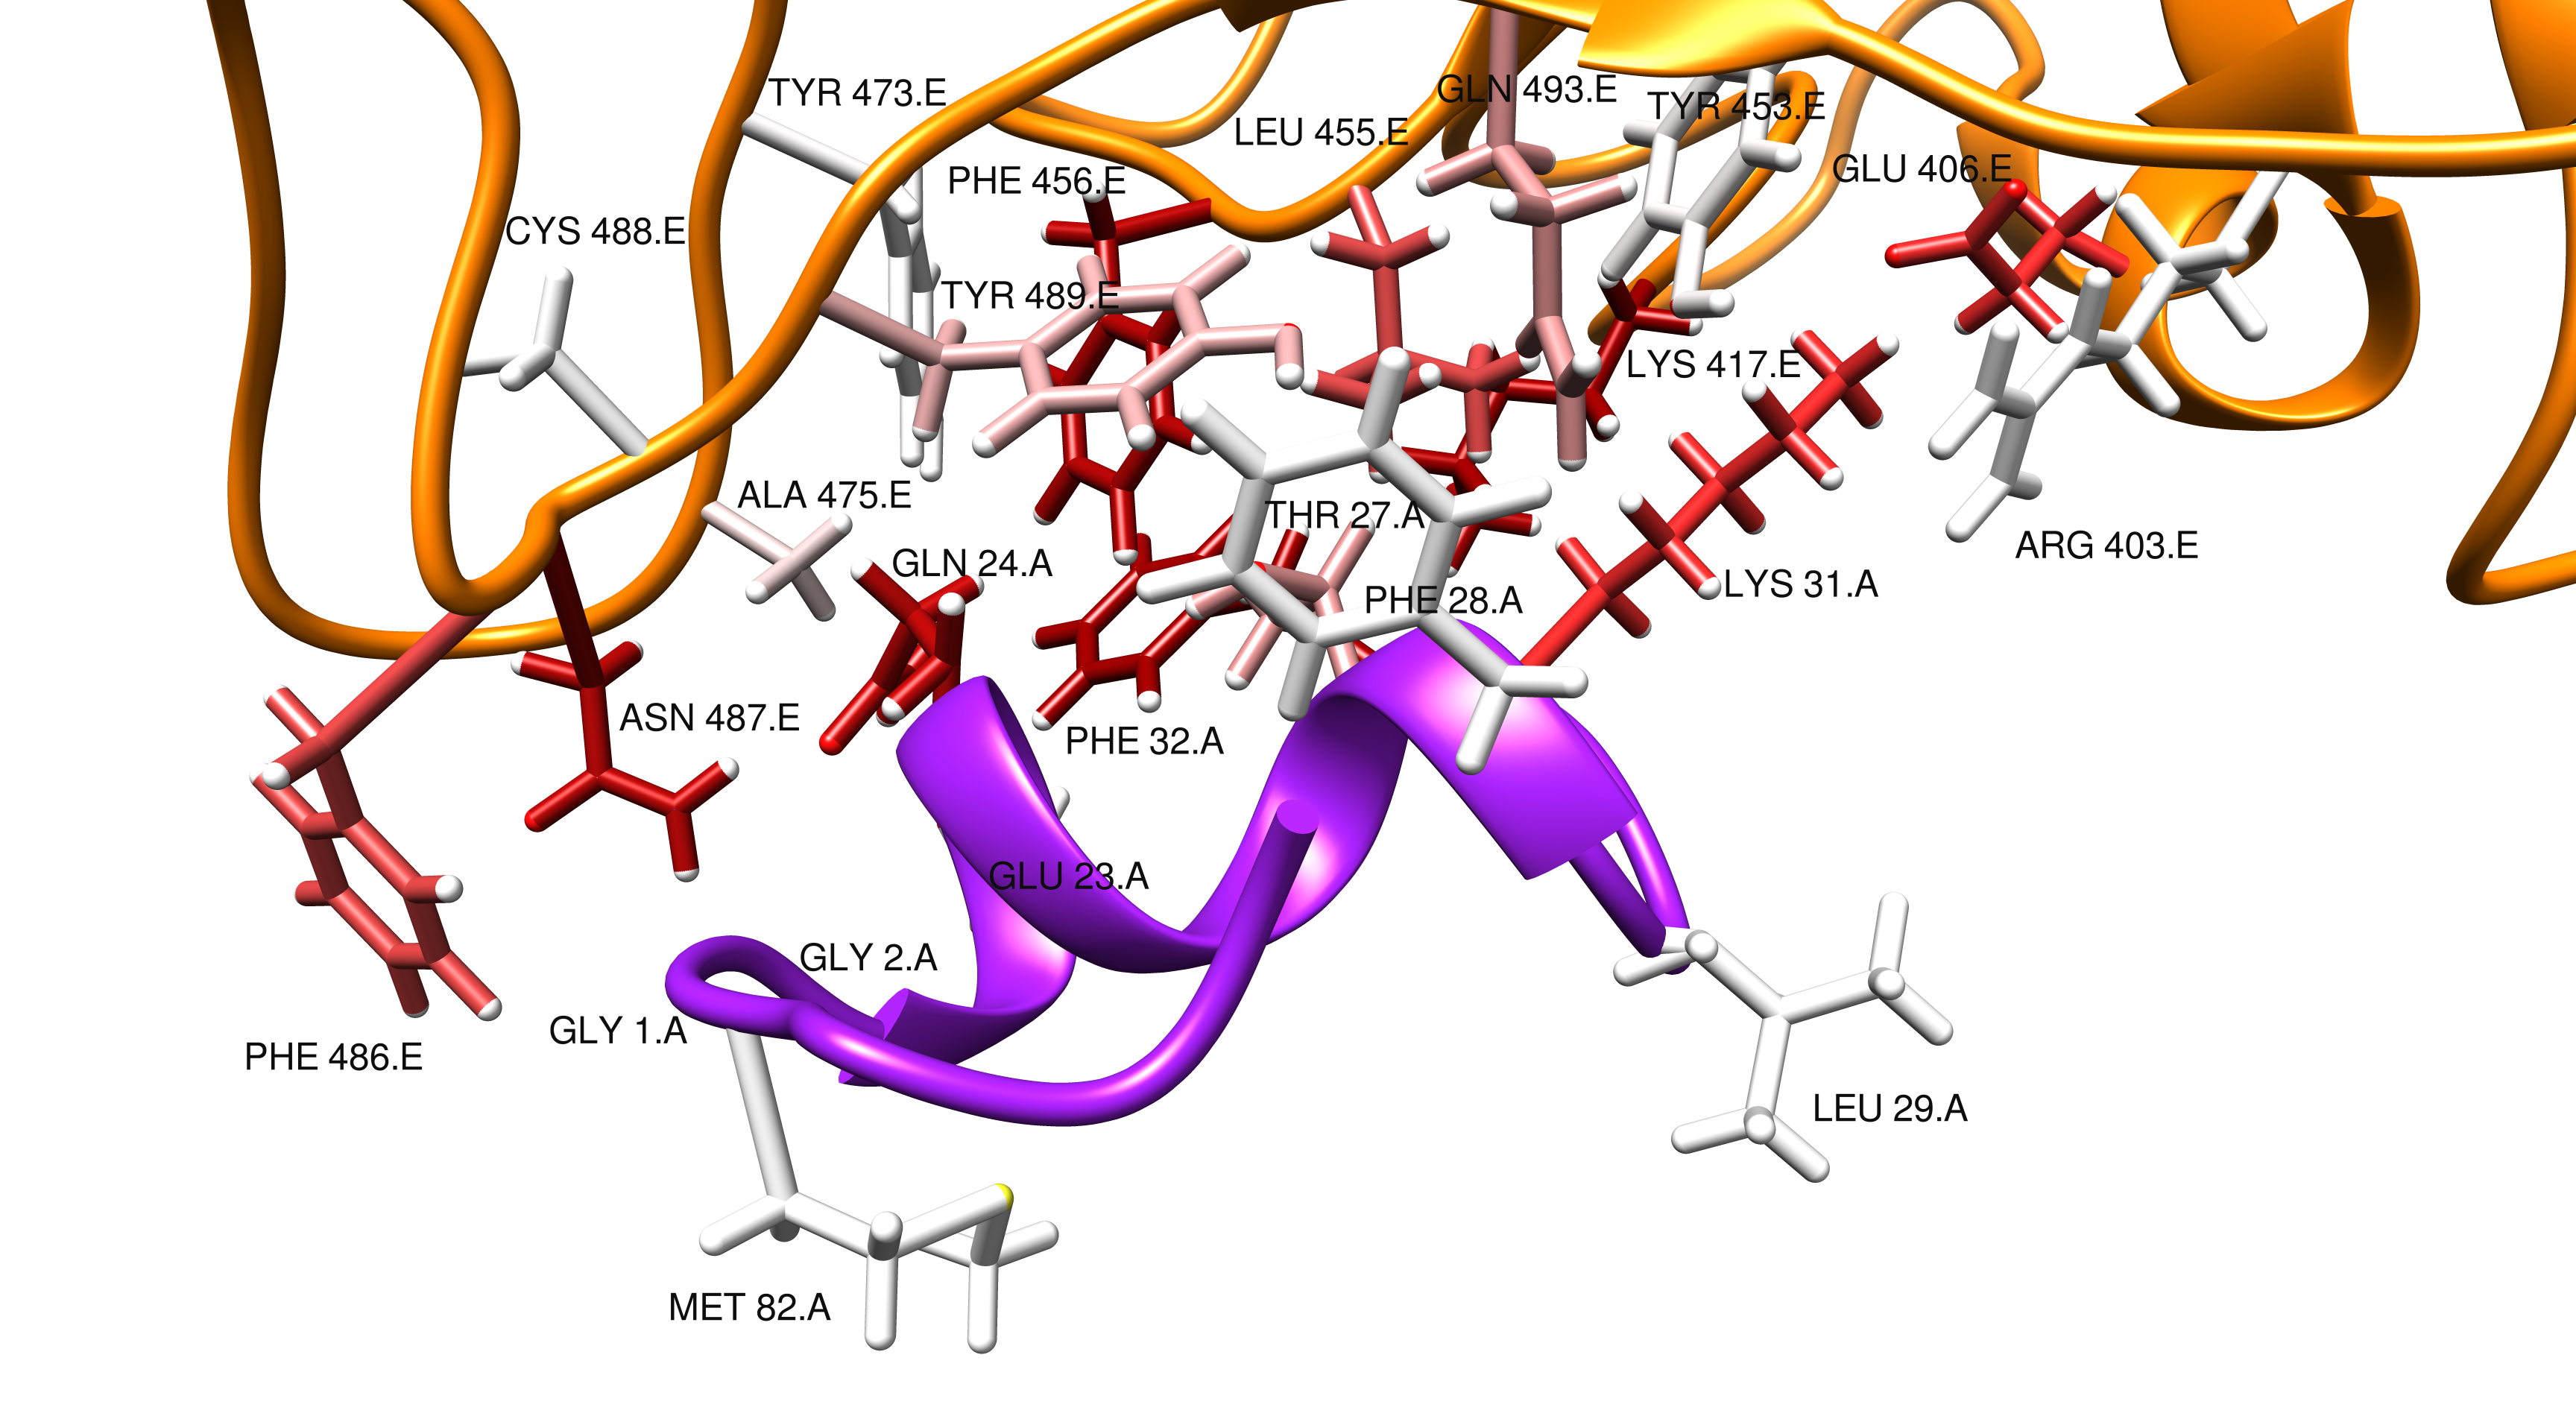 TYR 473.E
GLN 493.E
TYR 453.E
LEU 455.E
PHE 456.E
GLU 406.E
CYS 488.E
TYR 489.E
LYS 417.E
ALA 475.E
THR 27.A
ARG 403.E
GLN 24.A
LYS 31.A
PHE 28.A
ASN 487.E
PHE 32.A
GLU 23.A
GLY 2.A
GLY 1.A
PHE 486.E
LEU 29.A
MET 82.A